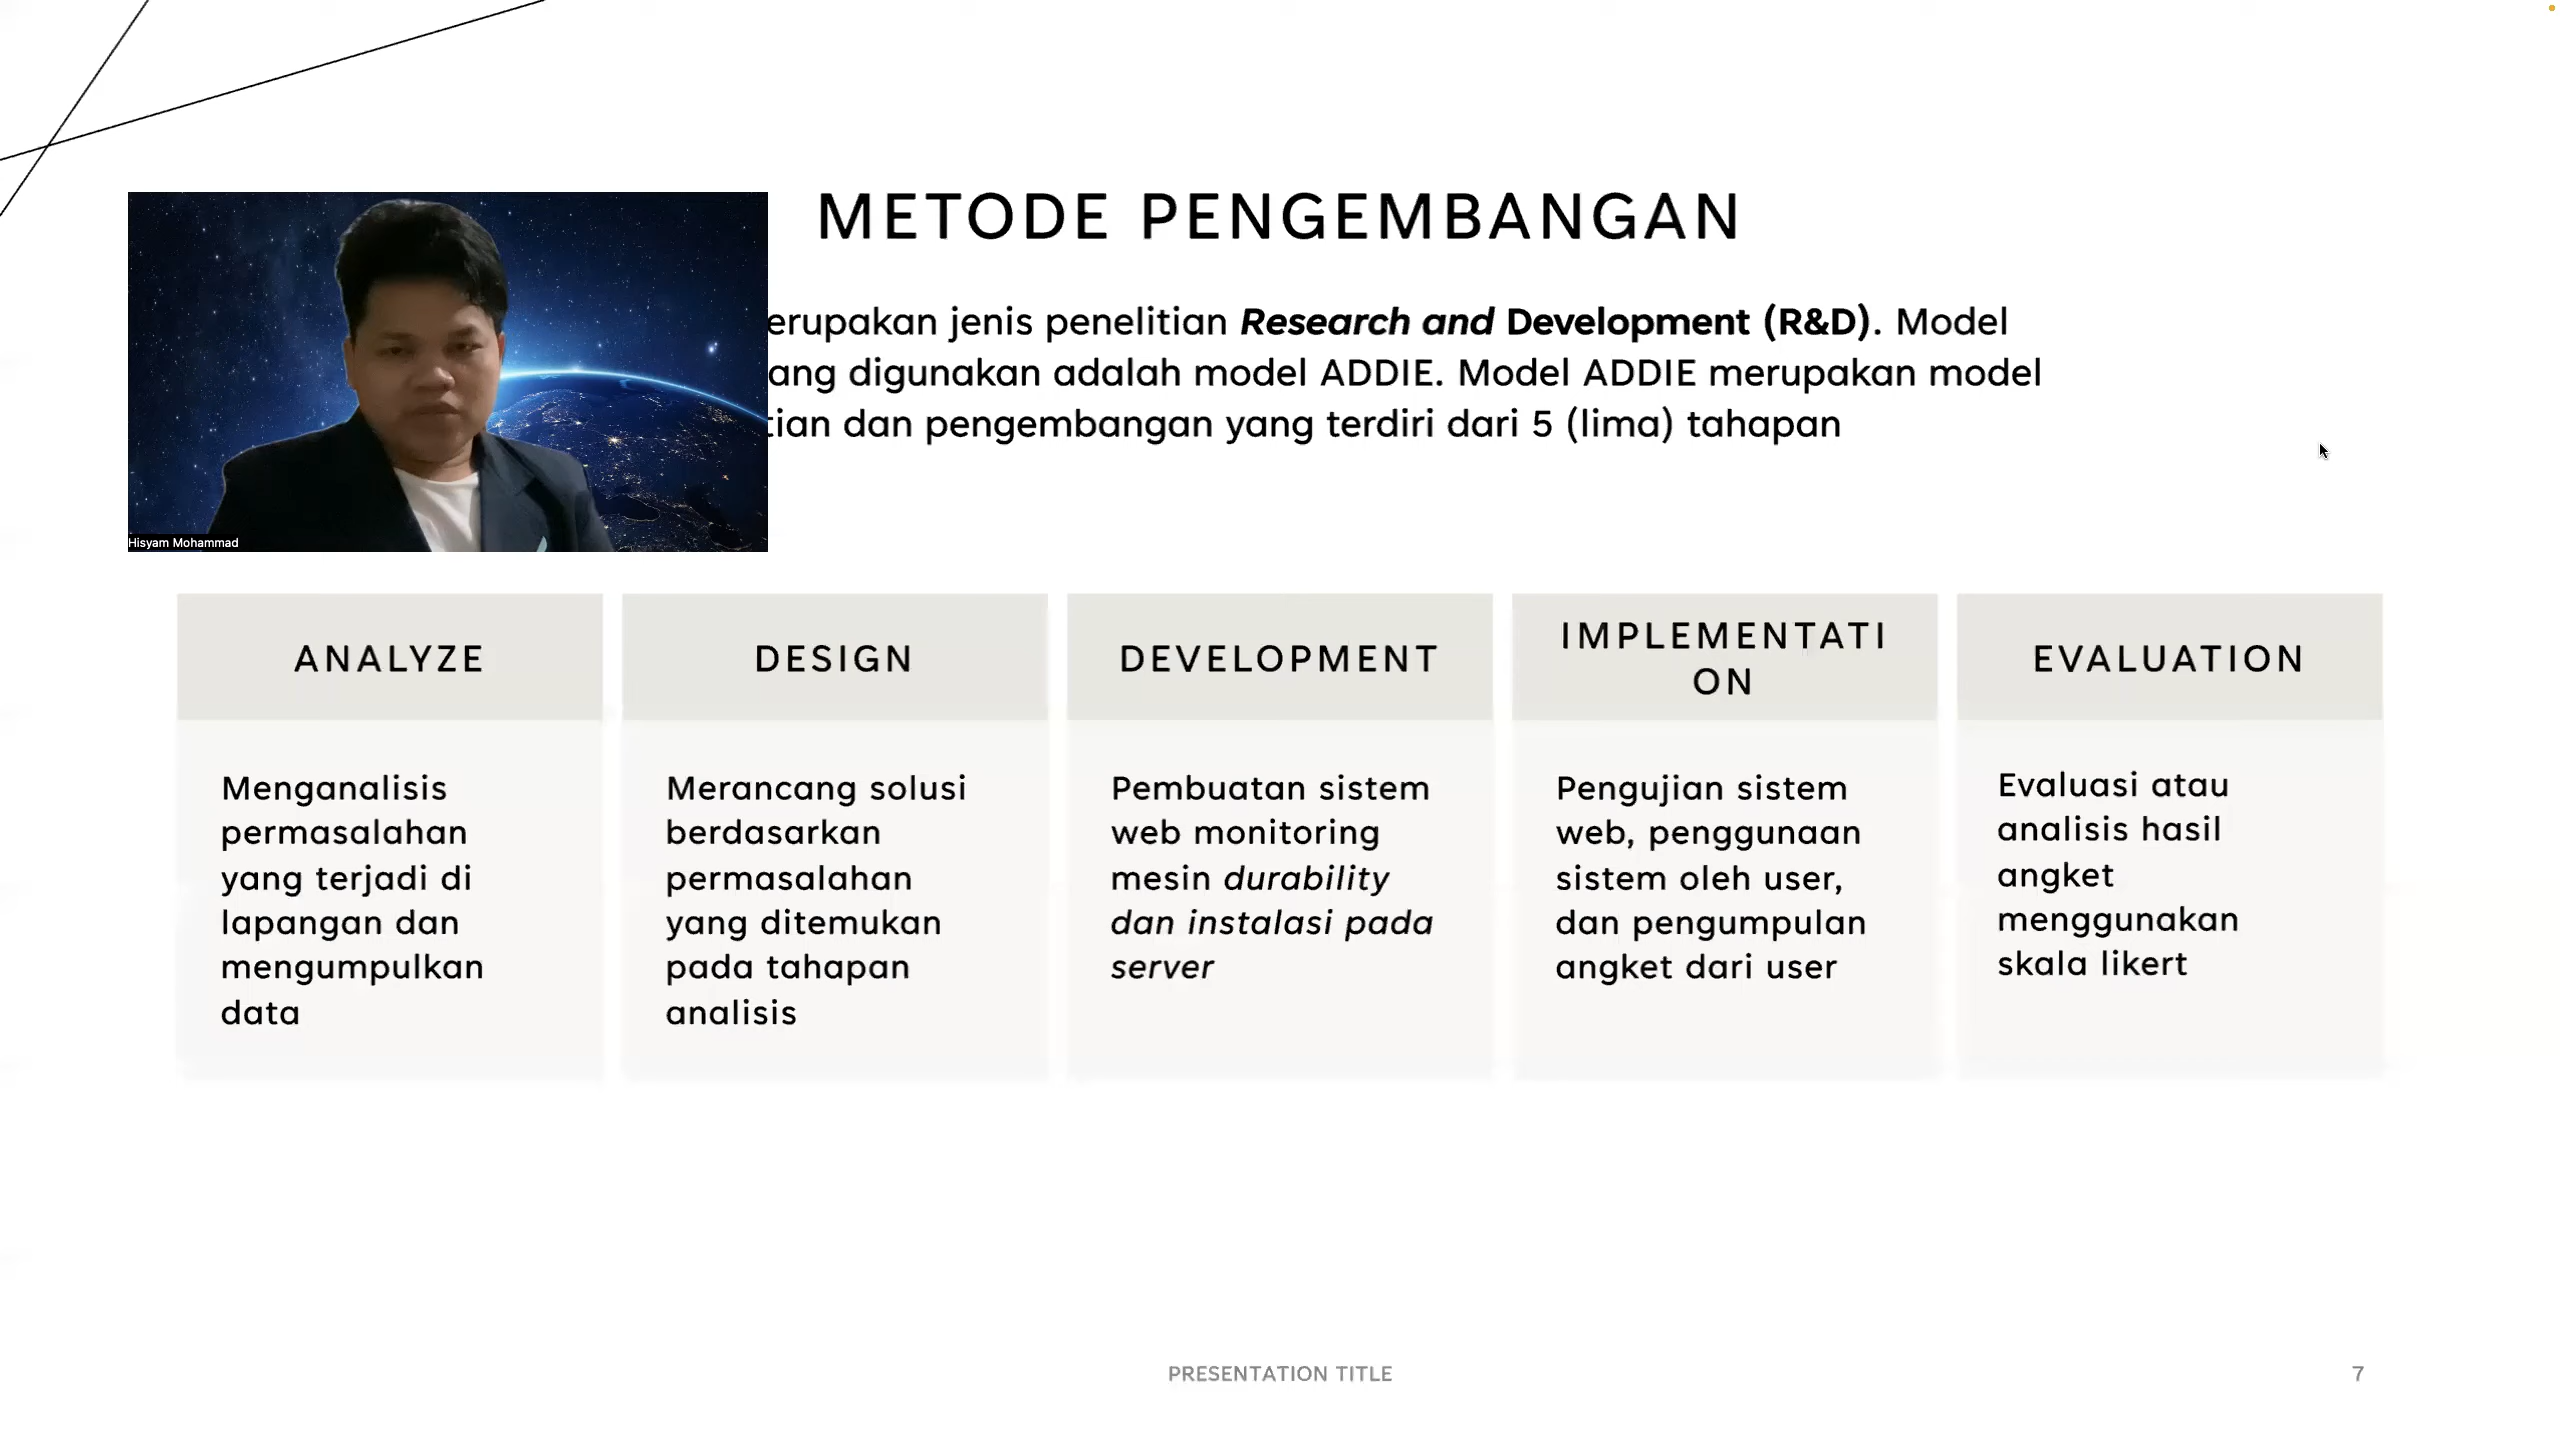 METODE PENGEMBANGAN
erupakan jenis penelitian Research and Development (R&D). Model
ang digunakan adalah model ADDIE. Model ADDIE merupakan model
tian dan pengembangan yang terdiri dari 5 (lima) tahapan
Hisyam Mohammad
ANALYZE
Menganalisis
permasalahan
yang terjadi di
lapangan dan
mengumpulkan
data
DESIGN
Merancang solusi
berdasarkan
permasalahan
yang ditemukan
pada tahapan
analisis
DEVELOPMENT
Pembuatan sistem
web monitoring
mesin durability
dan instalasi pada
server
IMPLEMENTATI
ON
Pengujian sistem
web, penggunaan
sistem oleh user,
dan pengumpulan
angket dari user
EVALUATION
Evaluasi atau
analisis hasil
angket
menggunakan
skala likert
PRESENTATION TITLE
7